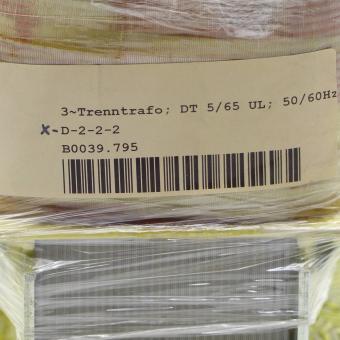 3~Trenntrafo; DT 5/65 UL; 50/60Hz
x-D-2-2-2
B0039.795